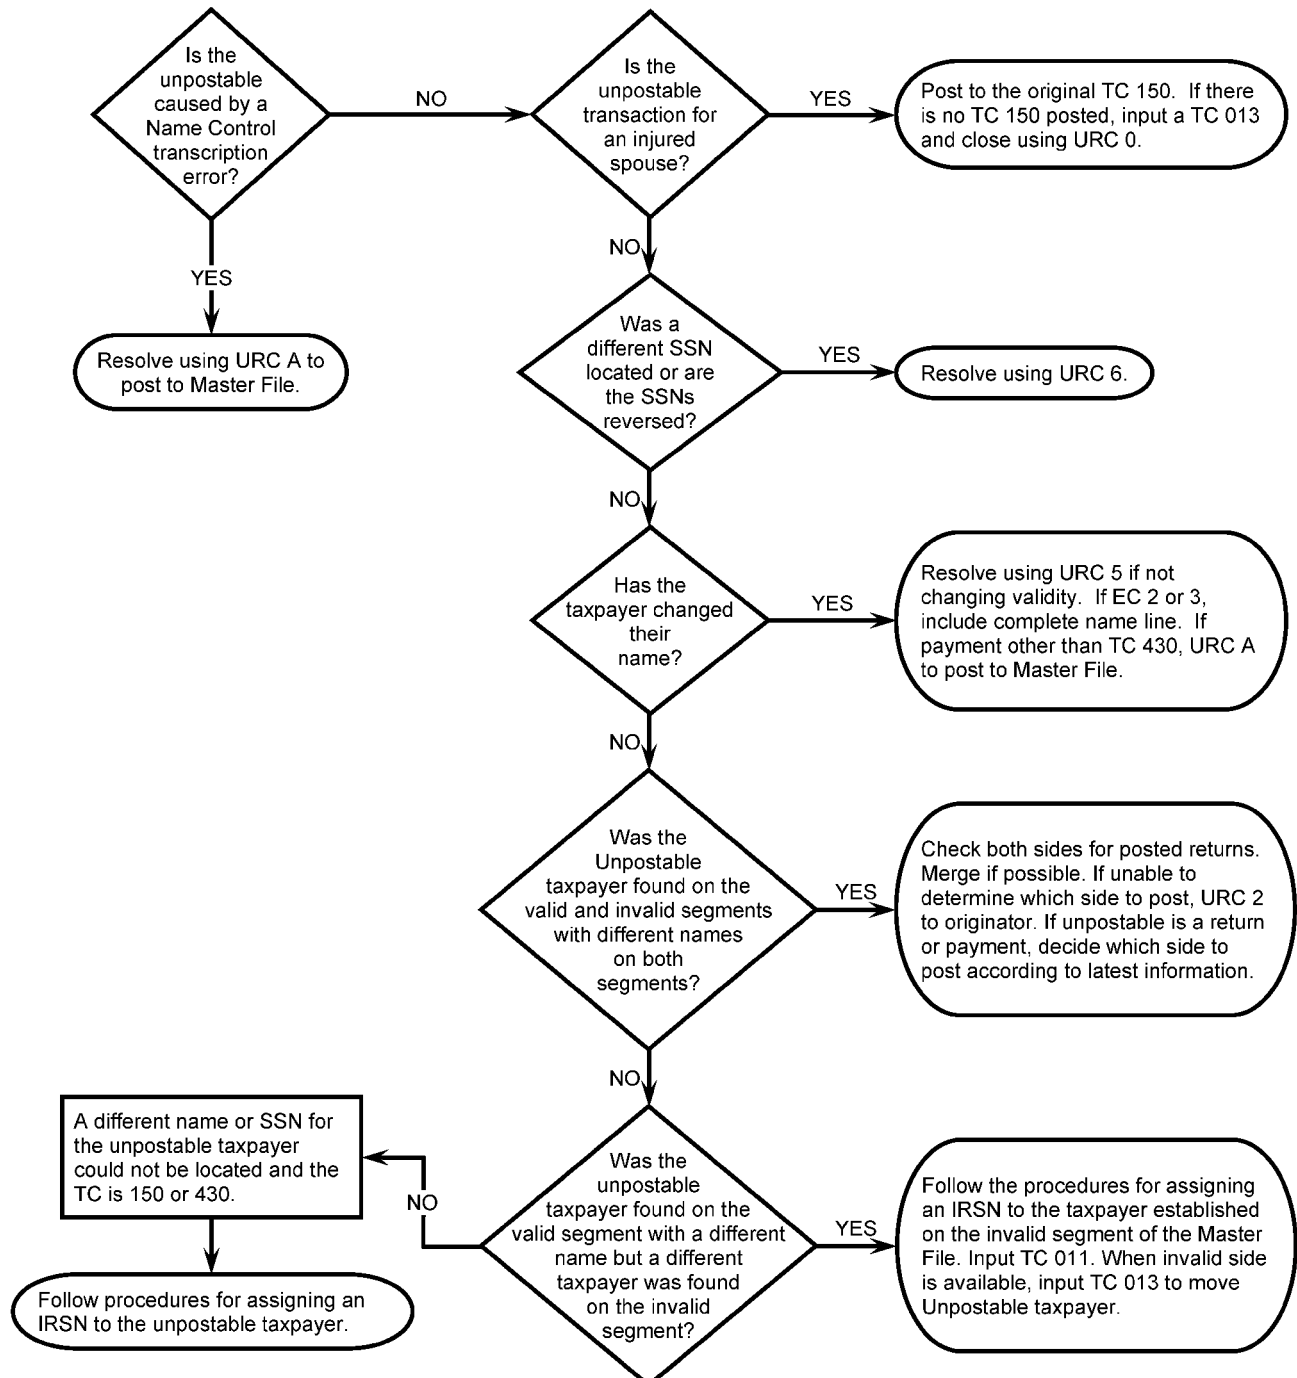 Is the
unpostable
caused by a
Name Control
transcription
error?
NO
Is the
unpostable
transaction for
an injured
spouse?
YES
Post to the original TC 150.  If there
is no TC 150 posted, input a TC 013
and close using URC 0.
YES
NO
Resolve using URC A to
post to Master File.
Was a
different SSN
located or are
the SSNs
reversed?
YES
Resolve using URC 6.
NO
Has the
taxpayer changed
their
name?
YES
Resolve using URC 5 if not
changing validity.  If EC 2 or 3,
include complete name line.  If
payment other than TC 430, URC A
to post to Master File.
NO
Was the
Unpostable
taxpayer found on the
valid and invalid segments
with different names
on both
segments?
YES
Check both sides for posted returns.
Merge if possible. If unable to
determine which side to post, URC 2
to originator. If unpostable is a return
or payment, decide which side to
post according to latest information.
NO
Was the
unpostable
taxpayer found on the
valid segment with a different
name but a different
taxpayer was found
on the invalid
segment?
YES
Follow the procedures for assigning
an IRSN to the taxpayer established
on the invalid segment of the Master
File. Input TC 011. When invalid side
is available, input TC 013 to move
Unpostable taxpayer.
NO
A different name or SSN for
the unpostable taxpayer
could not be located and the
TC is 150 or 430.
Follow procedures for assigning an
IRSN to the unpostable taxpayer.